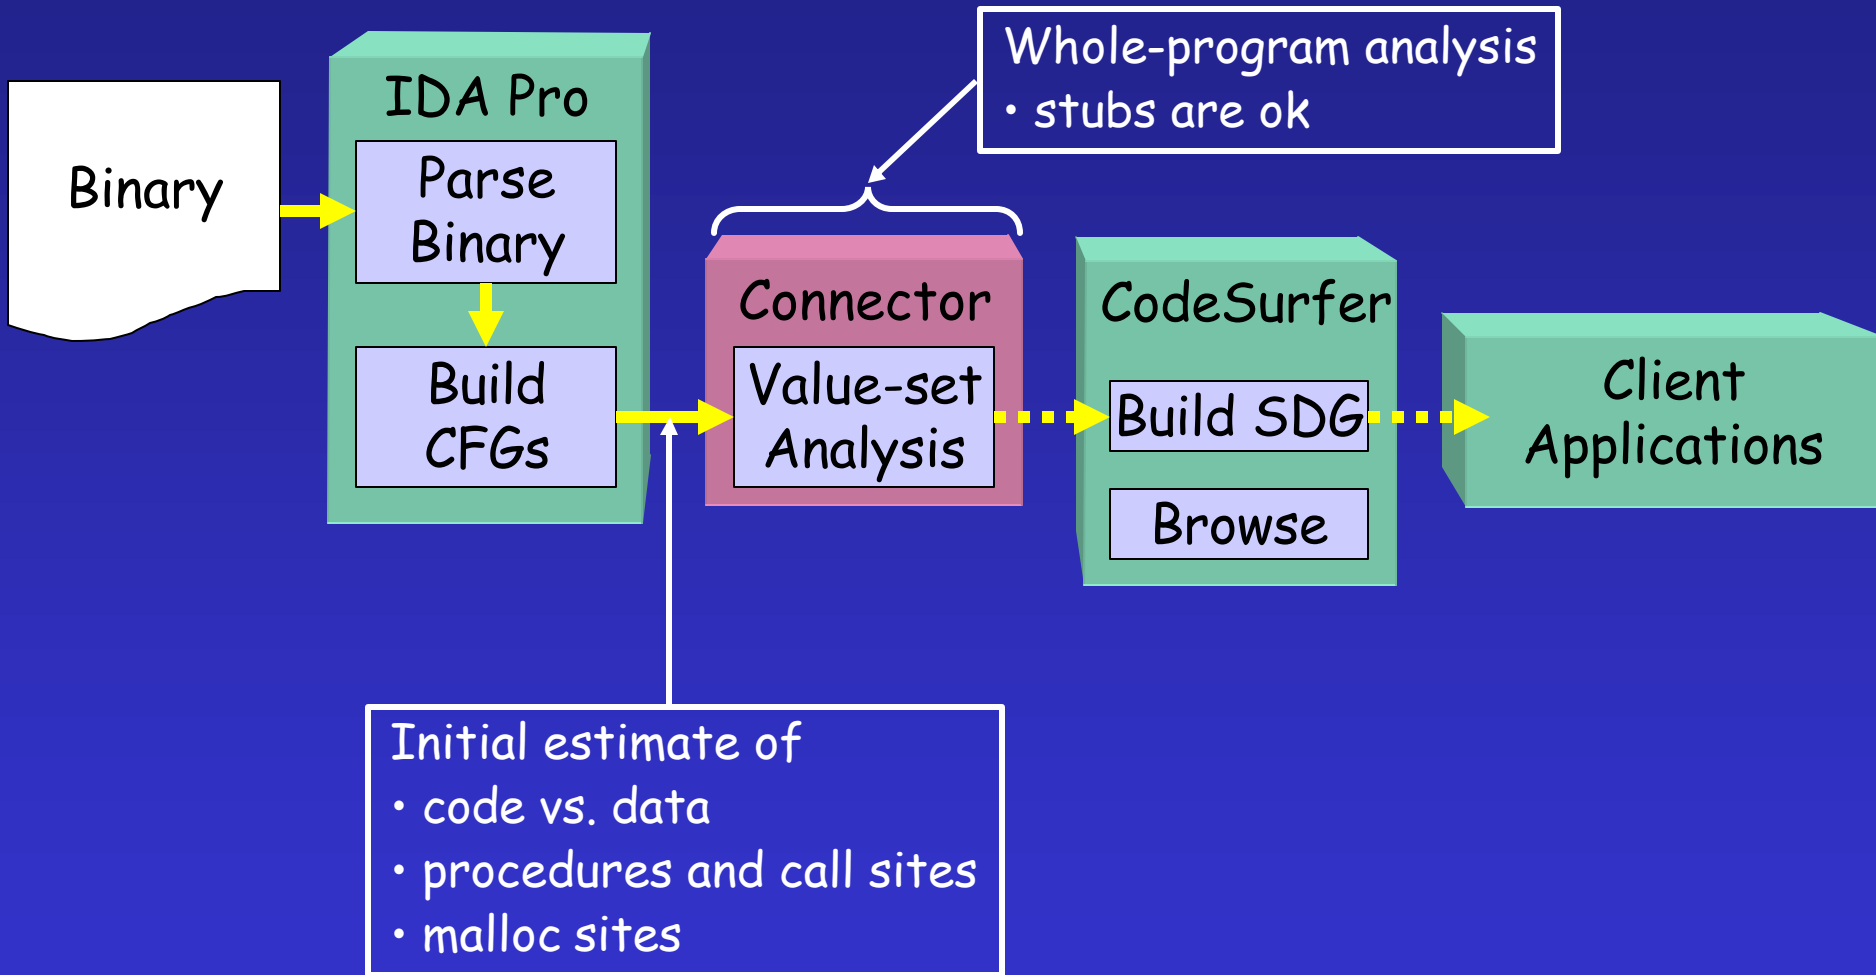 Binary
IDA Pro
Parse
Binary
Build
CFGs
Whole-program analysis
• stubs are ok
Connector
Value-set
Analysis
CodeSurfer
Build SDG
Browse
Client
Applications
Initial estimate of
• code vs. data
• procedures and call sites
• malloc sites